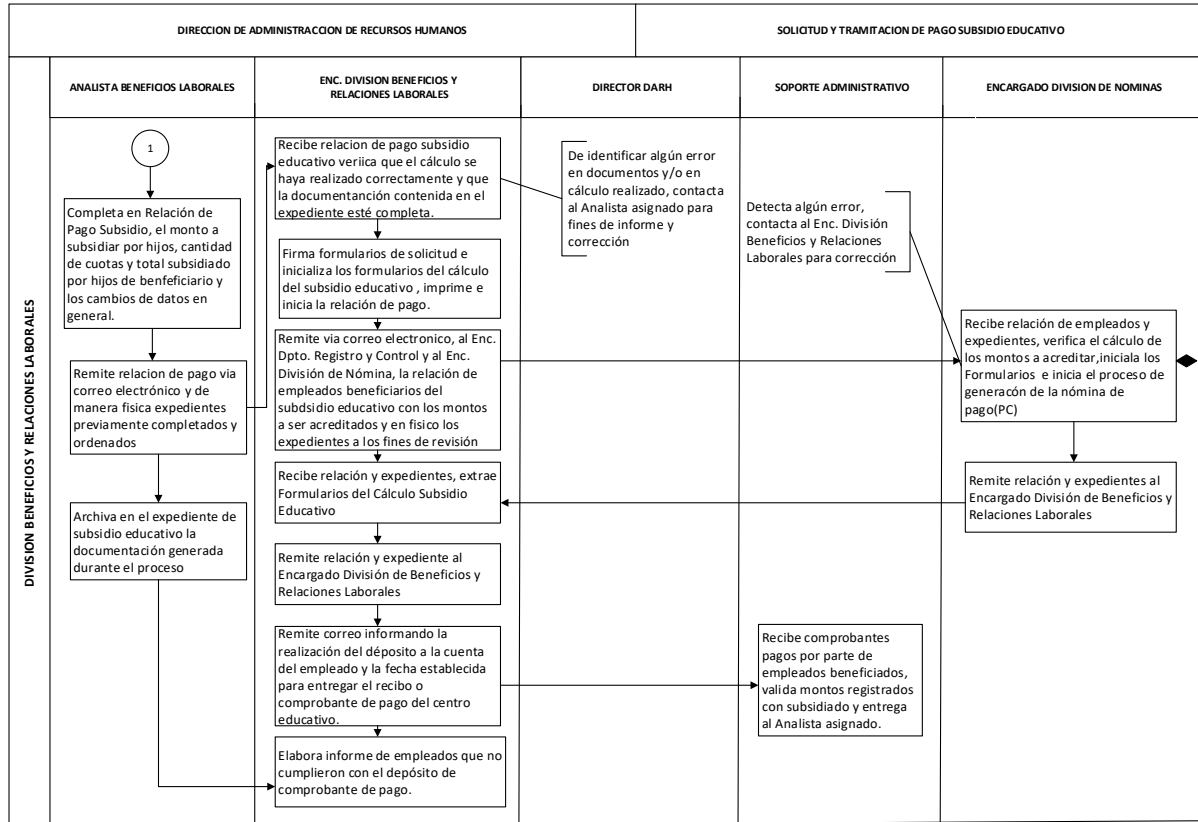 DIRECCION DE ADMINISTRACCION DE RECURSOS HUMANOS
SOLICITUD Y TRAMITACION DE PAGO SUBSIDIO EDUCATIVO
DIVISION BENEFICIOS Y RELACIONES LABORALES
ANALISTA BENEFICIOS LABORALES
ENC. DIVISION BENEFICIOS Y
RELACIONES LABORALES
DIRECTOR DARH
SOPORTE ADMINISTRATIVO
ENCARGADO DIVISION DE NOMINAS
1
Completa en Relación de
Pago Subsidio, el monto a
subsidiar por hijos, cantidad
de cuotas y total subsidiado
por hijos de benfeficiario y
los cambios de datos en
general.
Remite relacion de pago via
correo electrónico y de
manera fisica expedientes
previamente completados y
ordenados
Archiva en el expediente de
subsidio educativo la
documentación generada
durante el proceso
Recibe relacion de pago subsidio
educativo veriica que el cálculo se
haya realizado correctamente y que
la documentanción contenida en el
expediente esté completa.
Firma formularios de solicitud e
inicializa los formularios del cálculo
del subsidio educativo , imprime e
inicia la relación de pago.
Remite via correo electronico, al Enc.
Dpto. Registro y Control y al Enc.
División de Nómina, la relación de
empleados beneficiarios del
subdsidio educativo con los montos
a ser acreditados y en fisico los
expedientes a los fines de revisión
Recibe relación y expedientes, extrae
Formularios del Cálculo Subsidio
Educativo
Remite relación y expediente al
Encargado División de Beneficios y
Relaciones Laborales
Remite correo informando la
realización del déposito a la cuenta
del empleado y la fecha establecida
para entregar el recibo o
comprobante de pago del centro
educativo.
Elabora informe de empleados que no
cumplieron con el depósito de
comprobante de pago.
De identificar algún error
en documentos y/o en
cálculo realizado, contacta
al Analista asignado para
fines de informe y
corrección
Detecta algún error,
contacta al Enc. División
Beneficios y Relaciones
Laborales para corrección
Recibe comprobantes
pagos por parte de
empleados beneficiados,
valida montos registrados
con subsidiado y entrega
al Analista asignado.
Recibe relación de empleados y
expedientes, verifica el cálculo de
los montos a acreditar,iniciala los
Formularios e inicia el proceso de
generacón de la nómina de
pago(PC)
Remite relación y expedientes al
Encargado División de Beneficios y
Relaciones Laborales